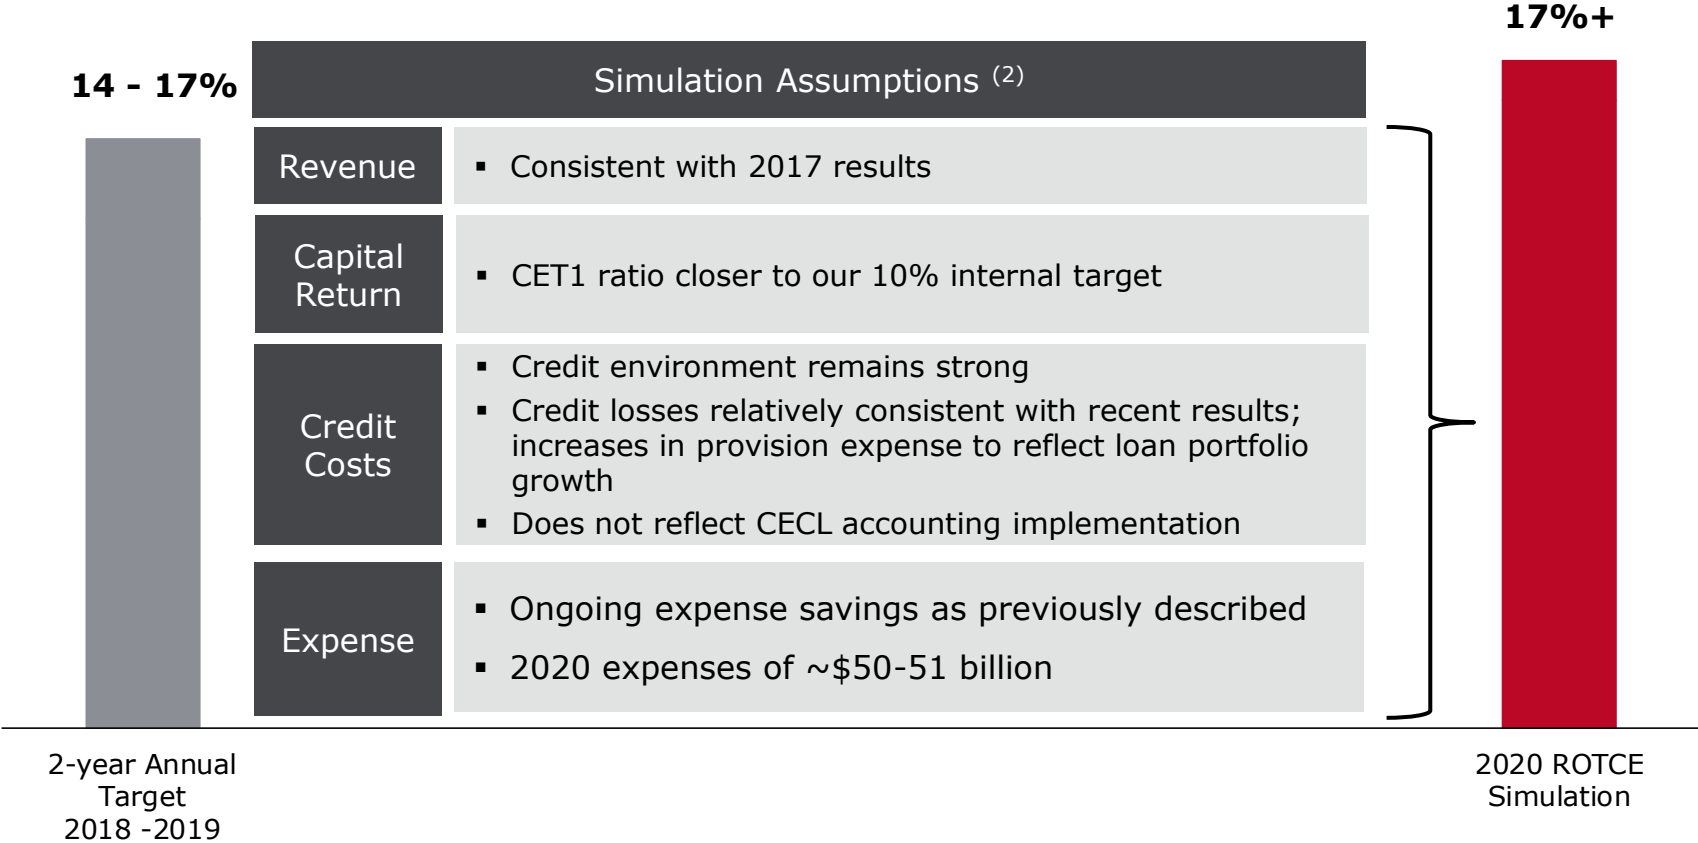 17%+
14 - 17%
Simulation Assumptions (2)
Revenue
▪ Consistent with 2017 results
Capital
Return
▪ CET1 ratio closer to our 10% internal target
Credit
Costs
▪ Credit environment remains strong
▪ Credit losses relatively consistent with recent results;
increases in provision expense to reflect loan portfolio
growth
▪ Does not reflect CECL accounting implementation
Expense
▪ Ongoing expense savings as previously described
▪ 2020 expenses of ~$50-51 billion
2-year Annual
Target
2018 -2019
2020 ROTCE
Simulation